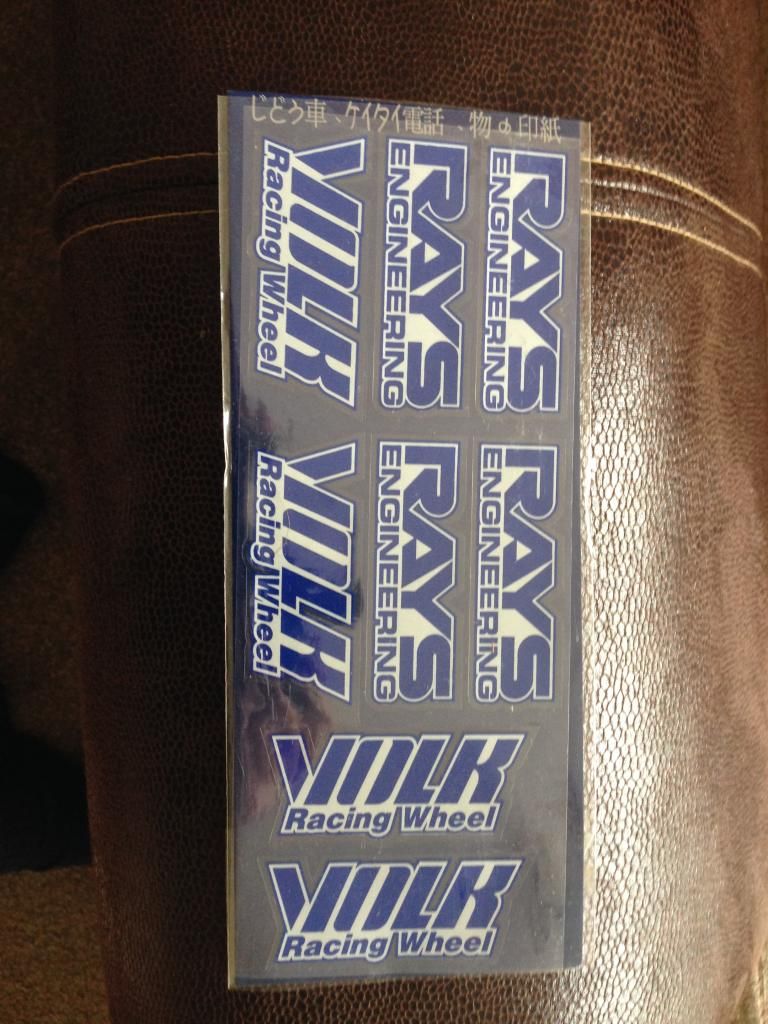 じどう車、ケイタイ電話、物の印紙
VOLK
Racing Wheel
RAYS
ENGINEERING
RAYS
ENGINEERING
VOLK
Racing Wheel
RAYS
ENGINEERING
RAYS
ENGINEERING
VOLK
Racing Wheel
VOLK
Racing Wheel